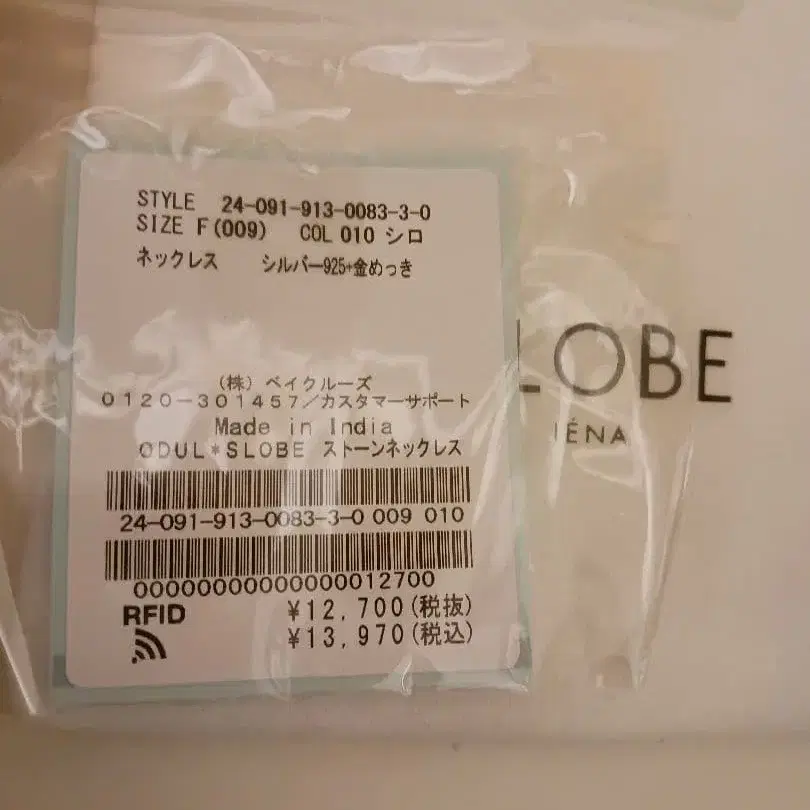 STYLE 24-091-913-0083-3-0
SIZE F(009) COL 010 シロ
ネックレス シルバー925+金めっき
(株) ベイクルーズ
0120-301457/カスタマーサポート
Made in India
ODUL*SLOBE ストーンネックレス
24-091-913-0083-3-0 009 010
00000000000000012700
RFID
¥12,700(税抜)
¥13,970(税込)
LOBE
IÉNA